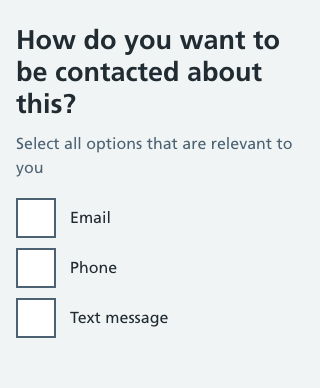 How do you want to
be contacted about
this?
Select all options that are relevant to
you
Email
Phone
Text message